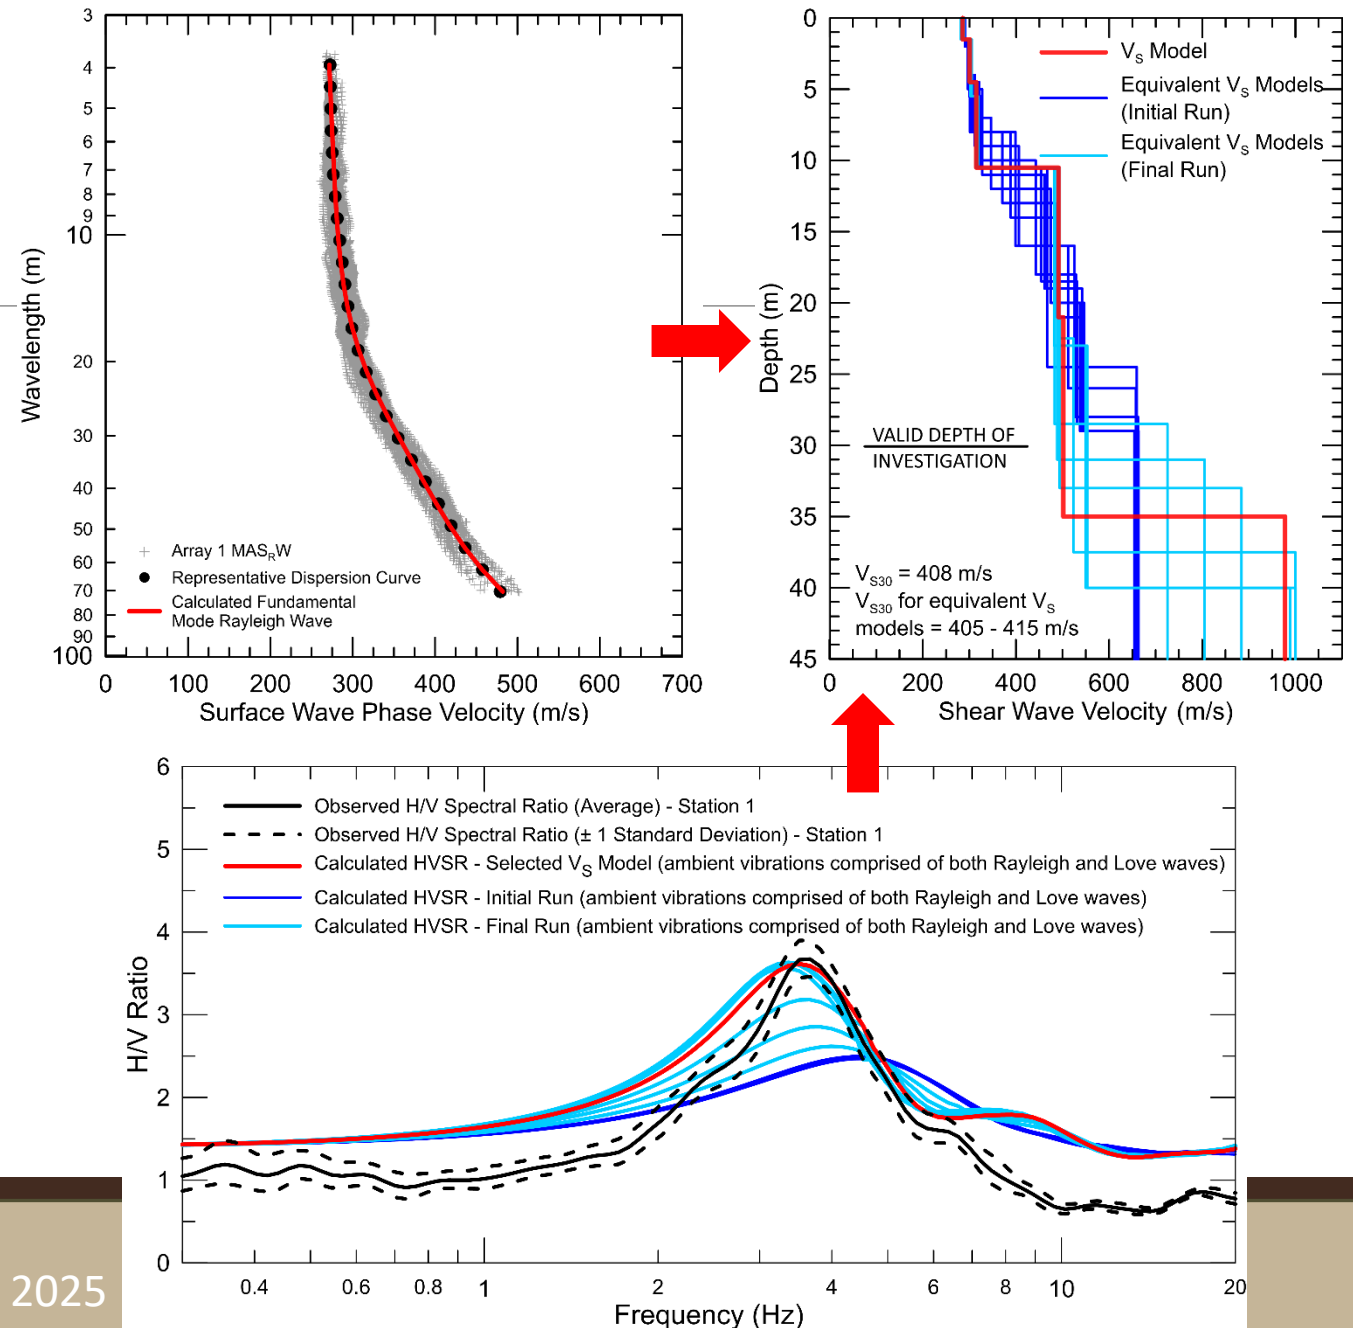 3
4
5
6
7
8
9
10
20
30
40
50
60
70
80
90
100
Wavelength (m)
Array 1 MASRW
Representative Dispersion Curve
Calculated Fundamental
Mode Rayleigh Wave
0 100 200 300 400 500 600 700
Surface Wave Phase Velocity (m/s)
0
5
10
15
20
25
30
35
40
45
Depth (m)
VS Model
Equivalent VS Models
(Initial Run)
Equivalent VS Models
(Final Run)
VALID DEPTH OF
INVESTIGATION
VS30 = 408 m/s
VS30 for equivalent VS
models = 405 - 415 m/s
0 200 400 600 800 1000
Shear Wave Velocity (m/s)
6
5
4
3
2
1
0
H/V Ratio
Observed H/V Spectral Ratio (Average) - Station 1
Observed H/V Spectral Ratio (± 1 Standard Deviation) - Station 1
Calculated HVSR - Selected VS Model (ambient vibrations comprised of both Rayleigh and Love waves)
Calculated HVSR - Initial Run (ambient vibrations comprised of both Rayleigh and Love waves)
Calculated HVSR - Final Run (ambient vibrations comprised of both Rayleigh and Love waves)
0.4 0.6 0.8 1 2 4 6 8 10 20
Frequency (Hz)
2025